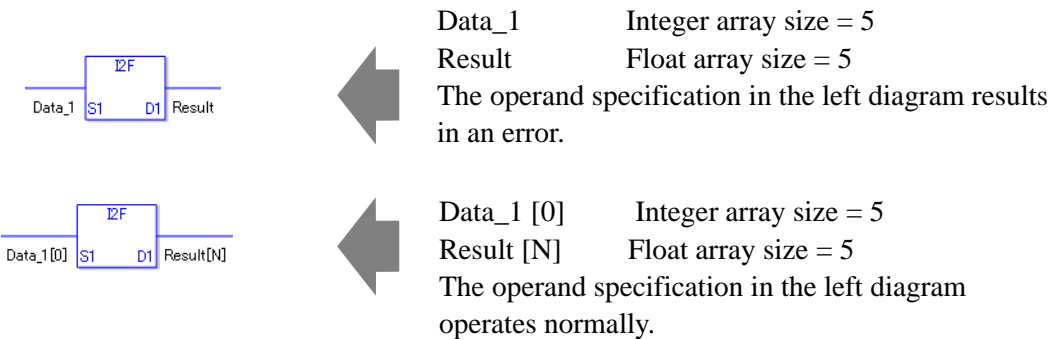 I2F
Data_1 S1 D1 Result
Data_1 Integer array size = 5
Result Float array size = 5
The operand specification in the left diagram results
in an error.
I2F
Data_1[0] S1 D1 Result[N]
Data_1 [0] Integer array size = 5
Result [N] Float array size = 5
The operand specification in the left diagram
operates normally.